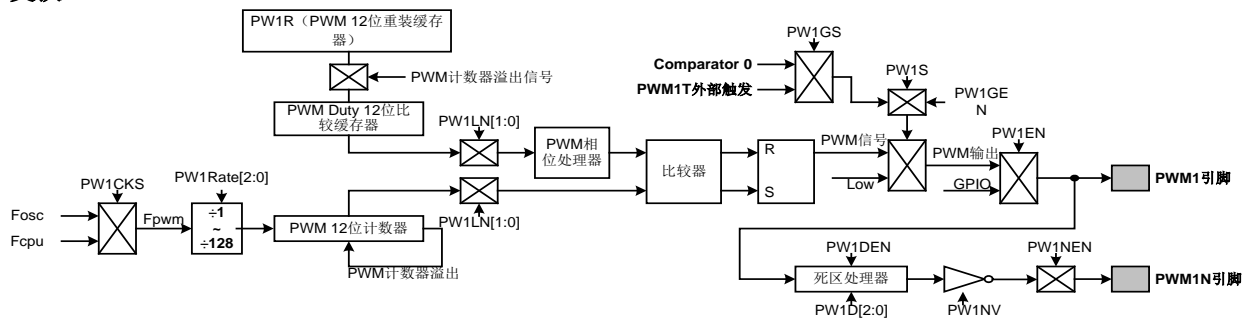 PW1R（PWM 12位重装缓存
器）
PWM计数器溢出信号
PWM Duty 12位比
较缓存器
PW1LN[1:0]
PWM相
位处理器
比较器
R
S
PW1GS
Comparator 0
PWM1T外部触发
PW1S
PW1GE
N
PWM信号
Low
PW1EN
PWM输出
GPIO
PWM1引脚
PW1CKS
Fosc
Fcpu
Fpwm
PW1Rate[2:0]
÷1
~
÷128
PWM 12位计数器
PWM计数器溢出
PW1LN[1:0]
PW1DEN
死区处理器
PW1D[2:0]
PW1NV
PW1NEN
PWM1N引脚